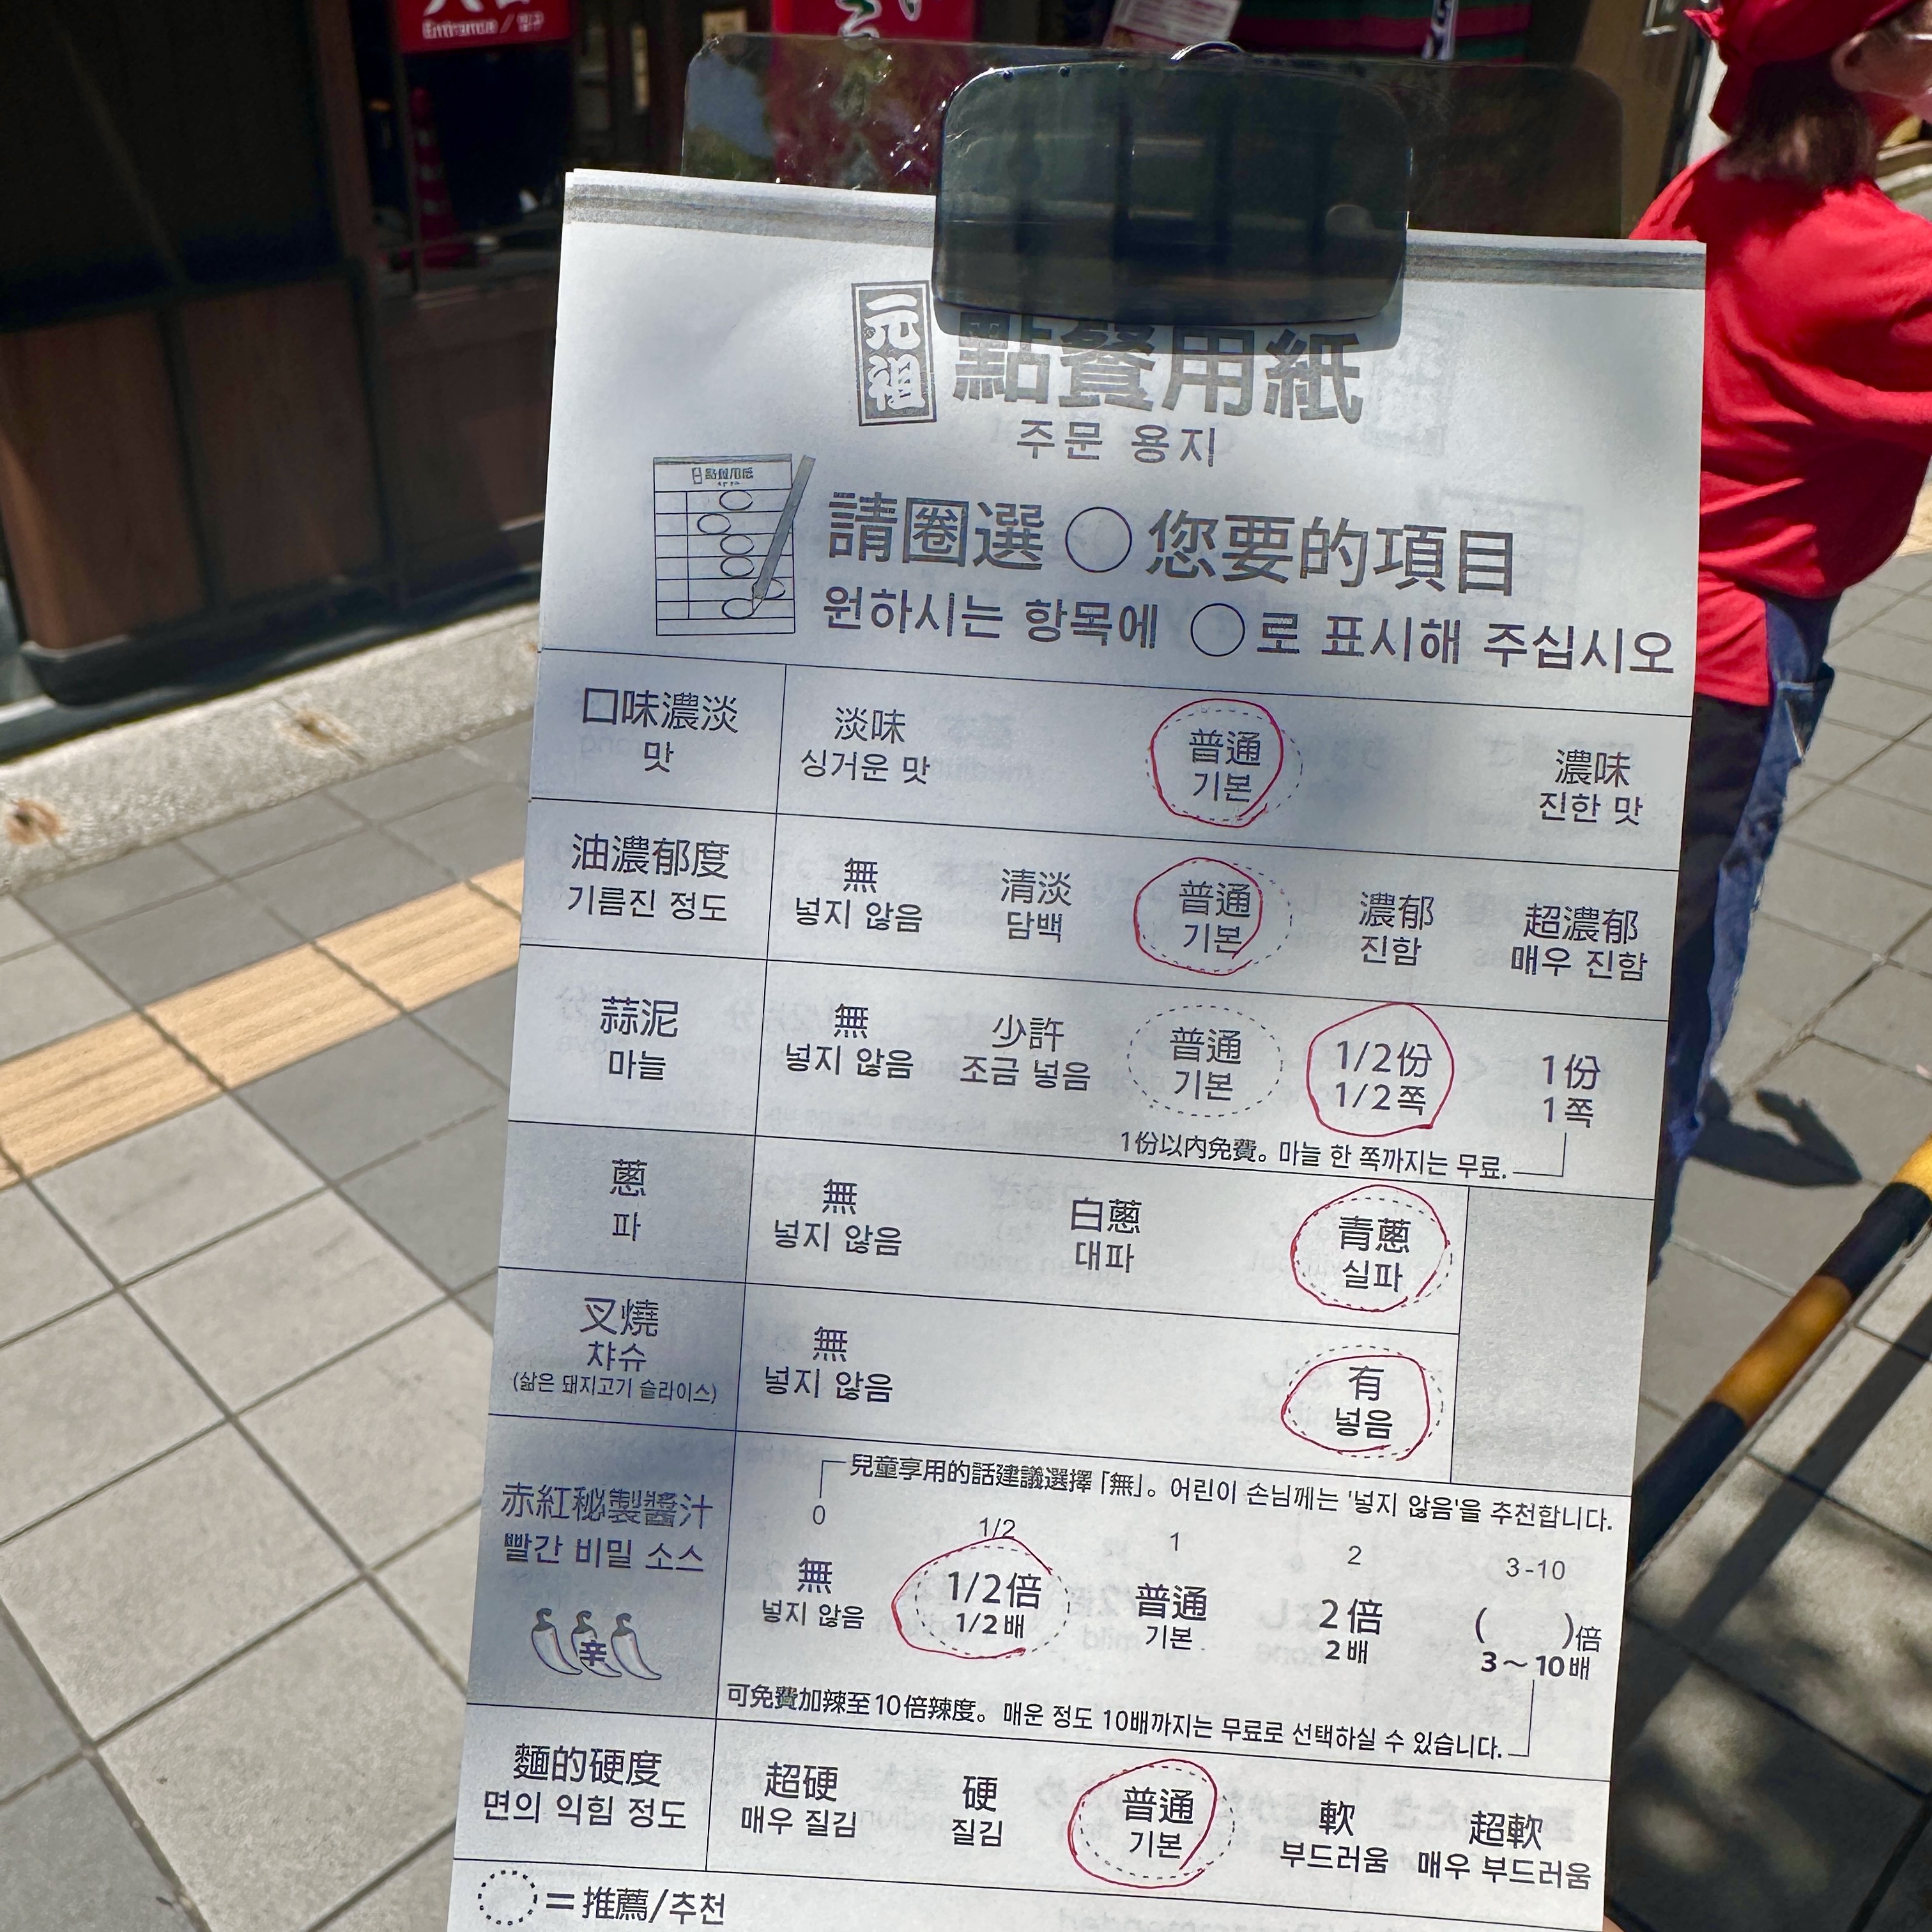 Entrance / 입구
元祖 點餐用紙
주문 용지
點餐用紙
請圈選○您要的項目
원하시는 항목에 ○로 표시해 주십시오
口味濃淡
맛
淡味
싱거운 맛
普通
기본
濃味
진한 맛
油濃郁度
기름진 정도
無
넣지 않음
清淡
담백
普通
기본
濃郁
진함
超濃郁
매우 진함
蒜泥
마늘
無
넣지 않음
少許
조금 넣음
普通
기본
1/2份
1/2쪽
1份
1쪽
1份以內免費。마늘 한 쪽까지는 무료.
蔥
파
無
넣지 않음
白蔥
대파
青蔥
실파
叉燒
챠슈
(삶은 돼지고기 슬라이스)
無
넣지 않음
有
넣음
赤紅秘製醬汁
빨간 비밀 소스
辛
兒童享用的話建議選擇「無」。어린이 손님께는 '넣지 않음'을 추천합니다.
0
1/2
1
2
3-10
無
넣지 않음
1/2倍
1/2배
普通
기본
2倍
2배
( )倍
3～10배
可免費加辣至10倍辣度。매운 정도 10배까지는 무료로 선택하실 수 있습니다.
麵的硬度
면의 익힘 정도
超硬
매우 질김
硬
질김
普通
기본
軟
부드러움
超軟
매우 부드러움
＝推薦/추천